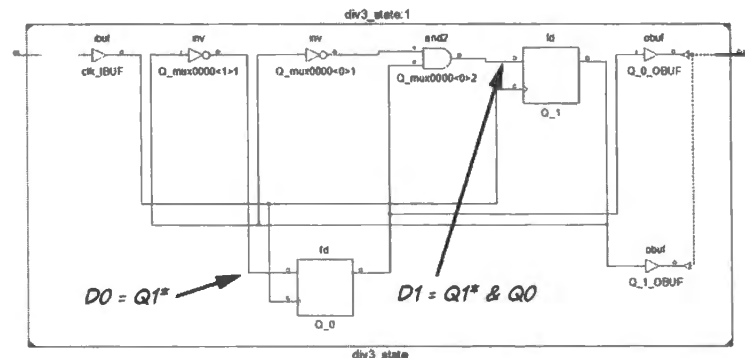 div3_state:1
ibuf
inv
inv
and2
fd
obuf
clk_IBUF
Q_mux0000<1>1
Q_mux0000<0>1
Q_mux0000<0>2
Q_1
Q_0_OBUF
fd
obuf
D0 = Q1*
D1 = Q1* & Q0
Q_1_OBUF
Q_0
div3_state